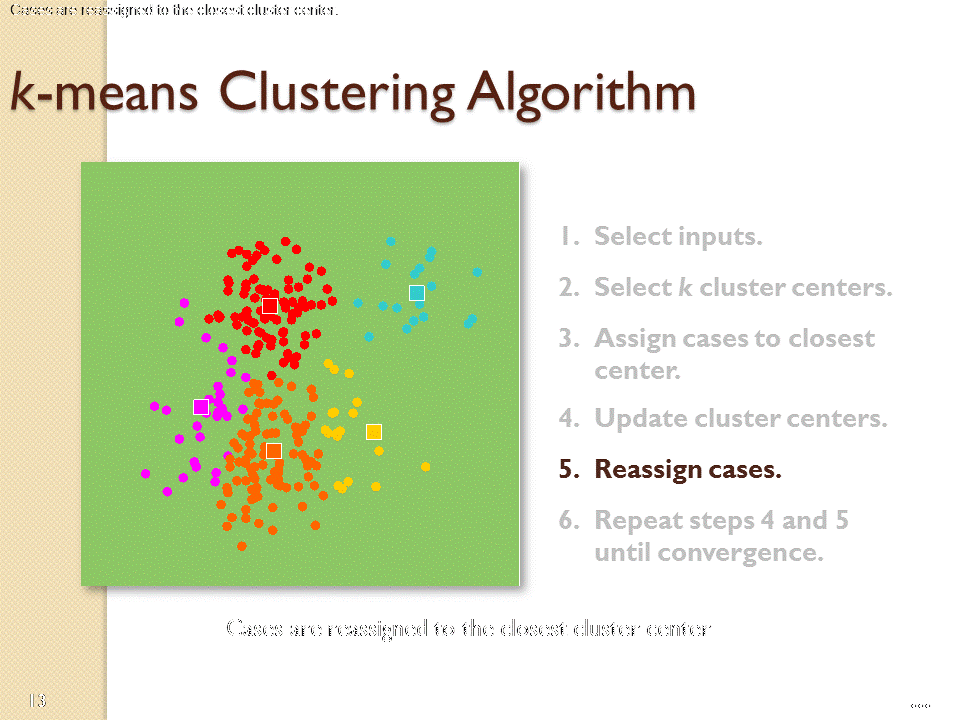 Cases are reassigned to the closest cluster center.
k-means Clustering Algorithm
1. Select inputs.
2. Select k cluster centers.
3. Assign cases to closest
center.
4. Update cluster centers.
5. Reassign cases.
6. Repeat steps 4 and 5
until convergence.
Cases are reassigned to the closest cluster center
13
...